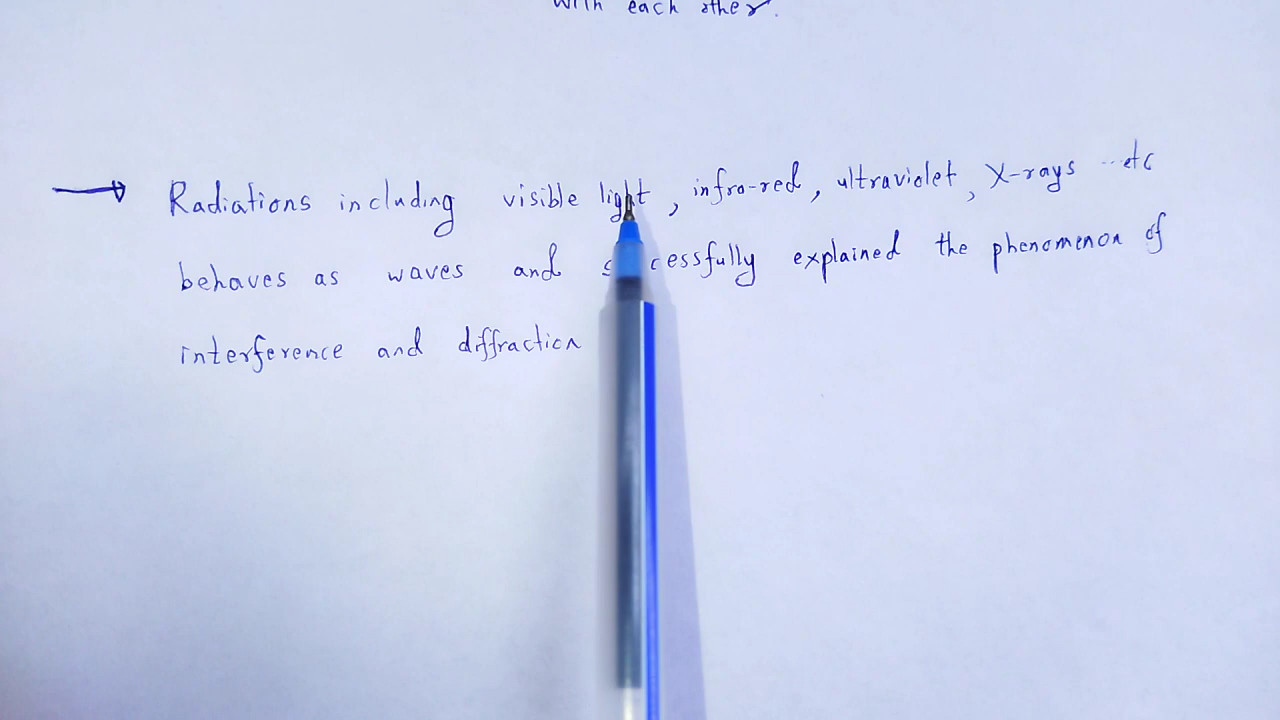 with each other.
→ Radiations including visible light, infra-red, ultraviolet, X-rays ...etc
behaves as waves and explained the phenomenon of
interference and diffraction